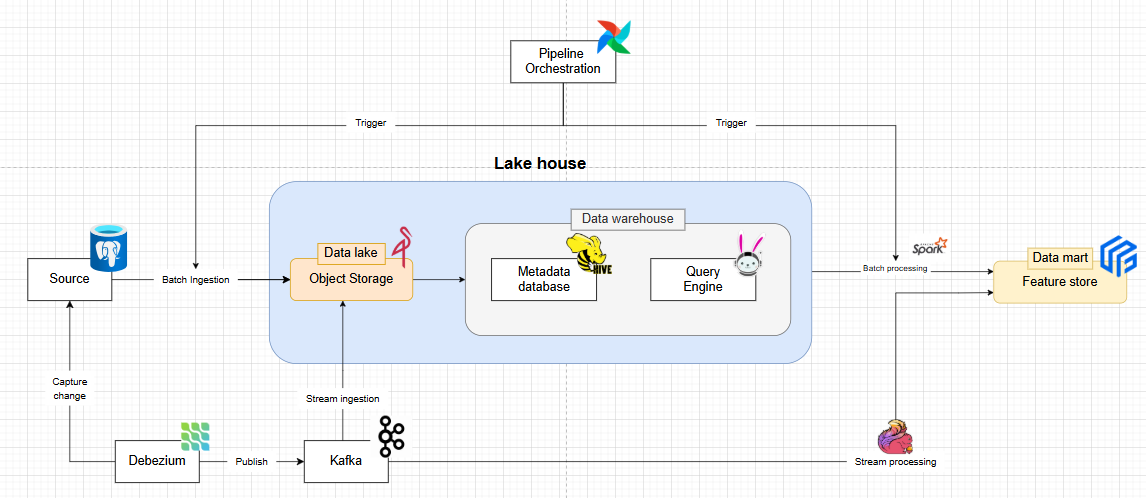 Pipeline
Orchestration
Trigger
Trigger
Lake house
Data warehouse
Data lake
Object Storage
Metadata
database
HIVE
Query
Engine
Source
Batch Ingestion
Spark
Batch processing
Data mart
Feature store
Capture
change
Stream ingestion
Debezium
Publish
Kafka
Stream processing